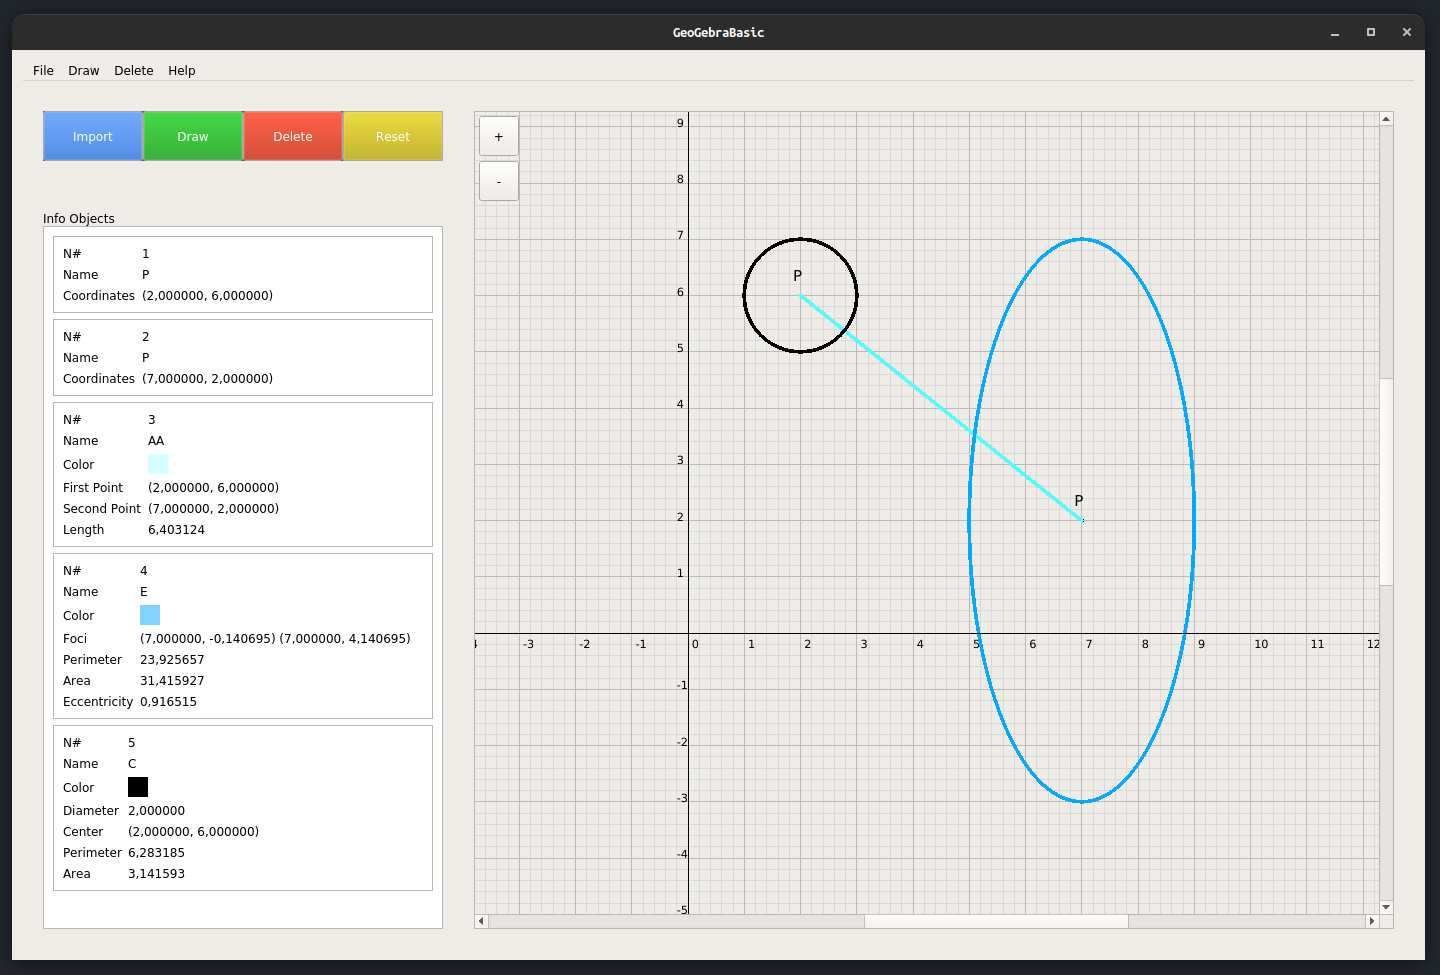 GeoGebraBasic
File Draw Delete Help
Import Draw Delete Reset
Info Objects
N# 1
Name P
Coordinates (2,000000, 6,000000)
N# 2
Name P
Coordinates (7,000000, 2,000000)
N# 3
Name AA
Color
First Point (2,000000, 6,000000)
Second Point (7,000000, 2,000000)
Length 6,403124
N# 4
Name E
Color
Foci (7,000000, -0,140695) (7,000000, 4,140695)
Perimeter 23,925657
Area 31,415927
Eccentricity 0,916515
N# 5
Name C
Color
Diameter 2,000000
Center (2,000000, 6,000000)
Perimeter 6,283185
Area 3,141593
+
-
9
8
7
P
6
5
4
3
P
2
1
-3 -2 -1 0 1 2 3 4 5 6 7 8 9 10 11 12
-1
-2
-3
-4
-5